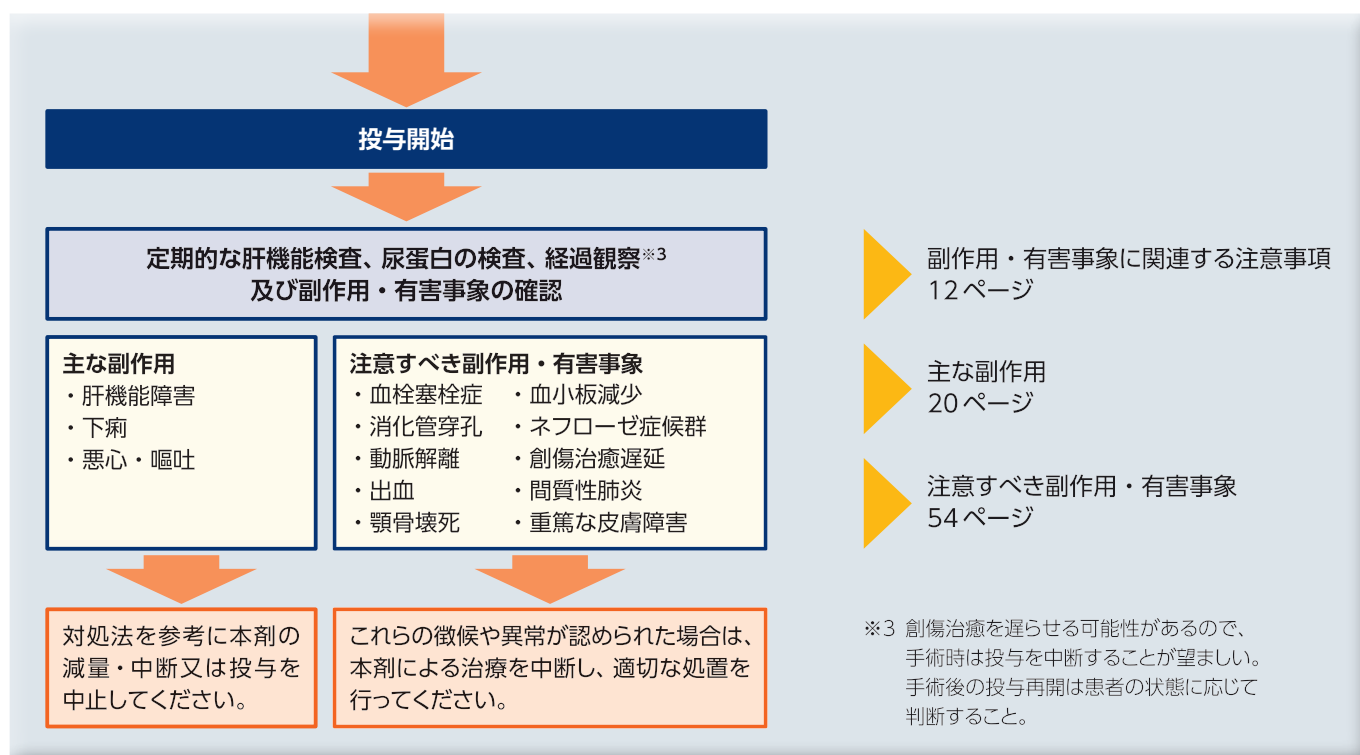 投与開始
定期的な肝機能検査、尿蛋白の検査、経過観察※3
及び副作用・有害事象の確認
主な副作用
・肝機能障害
・下痢
・悪心・嘔吐
注意すべき副作用・有害事象
・血栓塞栓症
・消化管穿孔
・動脈解離
・出血
・顎骨壊死
・血小板減少
・ネフローゼ症候群
・創傷治癒遅延
・間質性肺炎
・重篤な皮膚障害
対処法を参考に本剤の
減量・中断又は投与を
中止してください。
これらの徴候や異常が認められた場合は、
本剤による治療を中断し、適切な処置を
行ってください。
副作用・有害事象に関連する注意事項
12ページ
主な副作用
20ページ
注意すべき副作用・有害事象
54ページ
※3 創傷治癒を遅らせる可能性があるので、
手術時は投与を中断することが望ましい。
手術後の投与再開は患者の状態に応じて
判断すること。